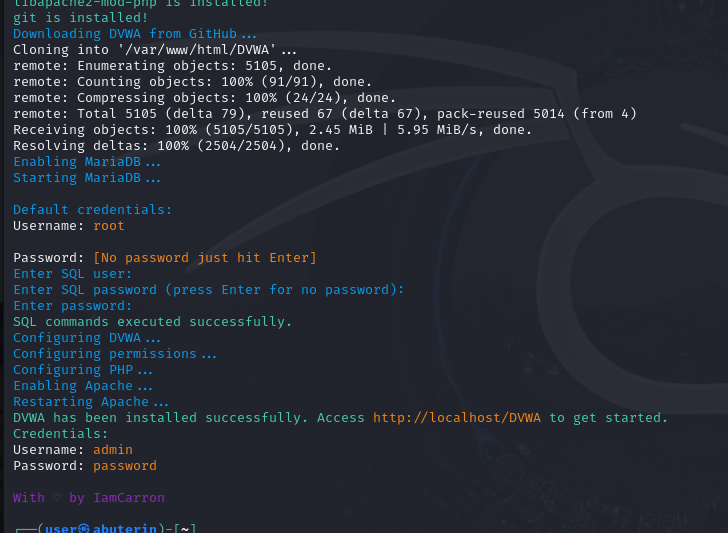 libapache2-mod-php is installed!
git is installed!
Downloading DVWA from GitHub...
Cloning into '/var/www/html/DVWA'...
remote: Enumerating objects: 5105, done.
remote: Counting objects: 100% (91/91), done.
remote: Compressing objects: 100% (24/24), done.
remote: Total 5105 (delta 79), reused 67 (delta 67), pack-reused 5014 (from 4)
Receiving objects: 100% (5105/5105), 2.45 MiB | 5.95 MiB/s, done.
Resolving deltas: 100% (2504/2504), done.
Enabling MariaDB...
Starting MariaDB...
Default credentials:
Username: root
Password: [No password just hit Enter]
Enter SQL user:
Enter SQL password (press Enter for no password):
Enter password:
SQL commands executed successfully.
Configuring DVWA...
Configuring permissions...
Configuring PHP...
Enabling Apache...
Restarting Apache...
DVWA has been installed successfully. Access http://localhost/DVWA to get started.
Credentials:
Username: admin
Password: password
With ♡ by IamCarron
┌──(user㉿abuterin)-[~]